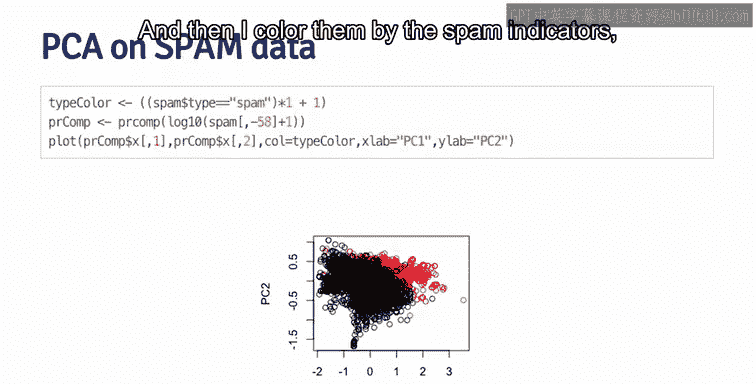 And then I color them by the spam indicators,
PCA on SPAM data
typeColor <- ((spam$type=="spam")*1 + 1)
prComp <- prcomp(log10(spam[,-58]+1))
plot(prComp$x[,1],prComp$x[,2],col=typeColor,xlab="PC1",ylab="PC2")
PC2
0.5
-0.5
-1.5
-2 -1 0 1 2 3